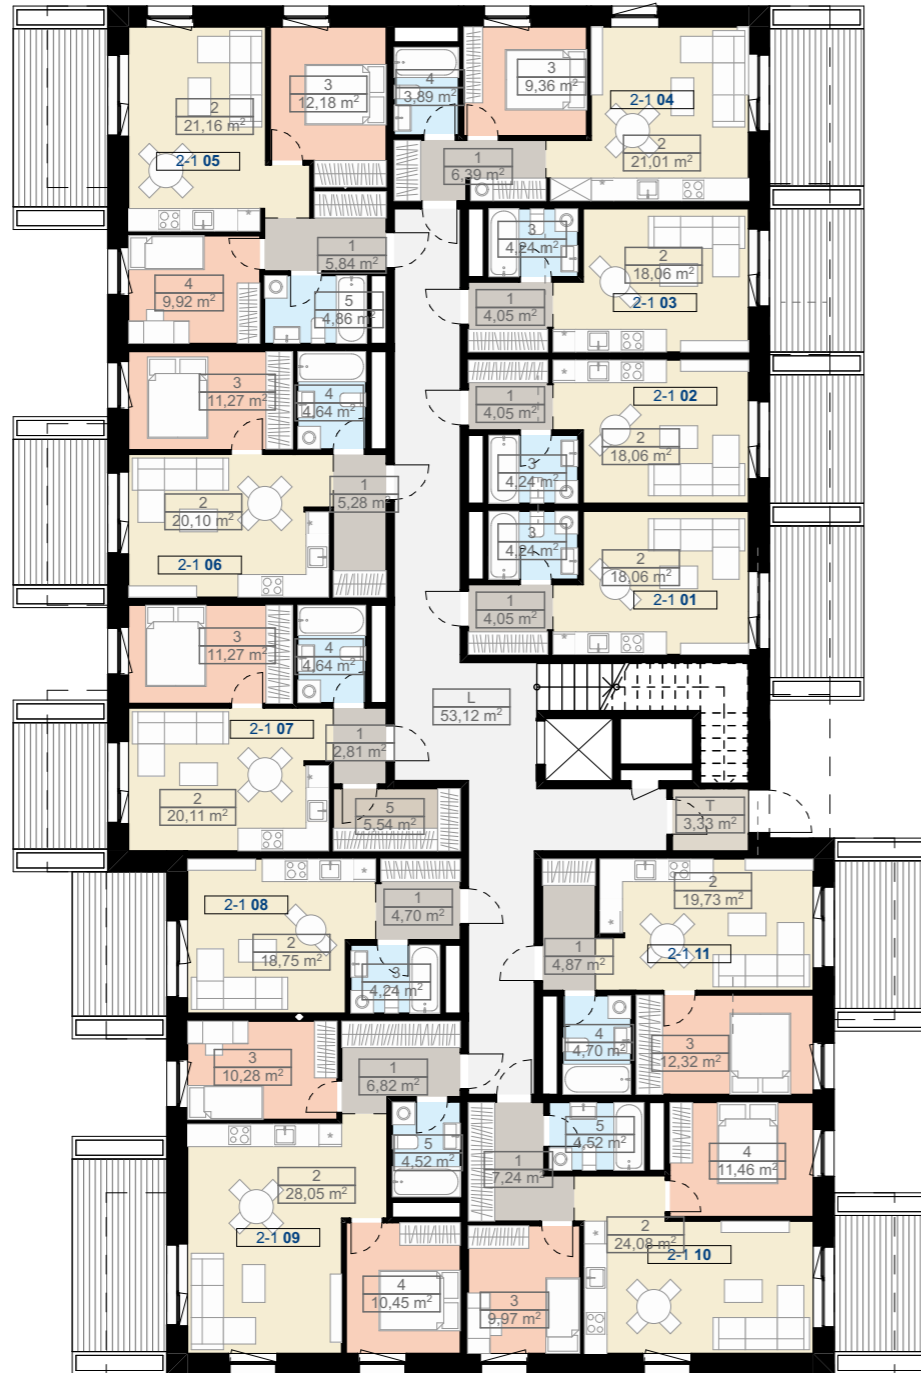 2-1 05
2
21,16 m²
3
12,18 m²
1
5,84 m²
4
9,92 m²
5
4,86 m²
4
3,89 m²
3
9,36 m²
2-1 04
2
21,01 m²
1
6,39 m²
3
4,24 m²
2
18,06 m²
1
4,05 m²
2-1 03
1
4,05 m²
2-1 02
2
18,06 m²
3
4,24 m²
3
4,24 m²
2
18,06 m²
1
4,05 m²
2-1 01
3
11,27 m²
4
4,64 m²
1
5,28 m²
2
20,10 m²
2-1 06
3
11,27 m²
4
4,64 m²
2-1 07
1
2,81 m²
2
20,11 m²
5
5,54 m²
L
53,12 m²
T
3,33 m²
2-1 08
1
4,70 m²
2
18,75 m²
3
4,24 m²
2
19,73 m²
2-1 11
1
4,87 m²
4
4,70 m²
3
12,32 m²
3
10,28 m²
1
6,82 m²
5
4,52 m²
2
28,05 m²
2-1 09
4
10,45 m²
5
4,52 m²
4
11,46 m²
1
7,24 m²
2
24,08 m²
2-1 10
3
9,97 m²